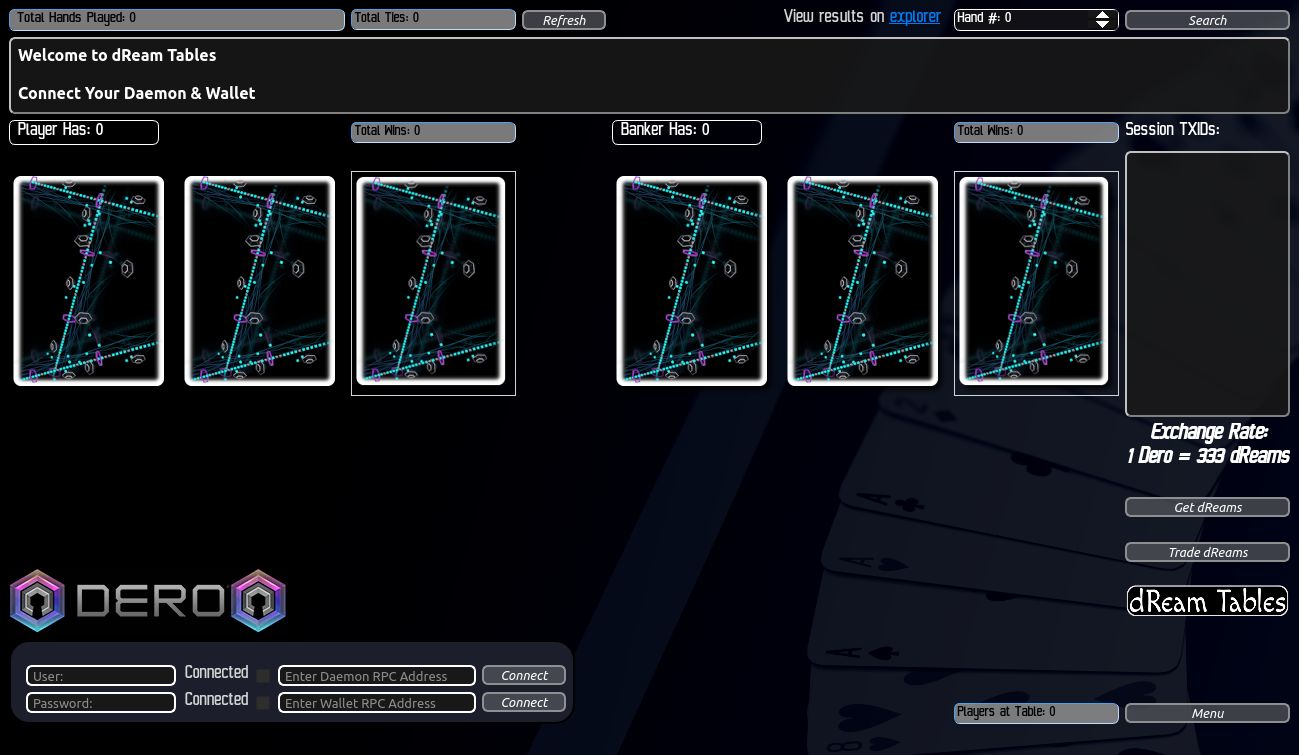 Total Hands Played: 0
Total Ties: 0
Refresh
View results on explorer
Hand #: 0
Search
Welcome to dReam Tables
Connect Your Daemon & Wallet
Player Has: 0
Total Wins: 0
Banker Has: 0
Total Wins: 0
Session TXIDs:
Exchange Rate:
1 Dero = 333 dReams
Get dReams
Trade dReams
DERO
dReam Tables
User:
Connected
Enter Daemon RPC Address
Connect
Password:
Connected
Enter Wallet RPC Address
Connect
Players at Table: 0
Menu
2
A
A
A
8